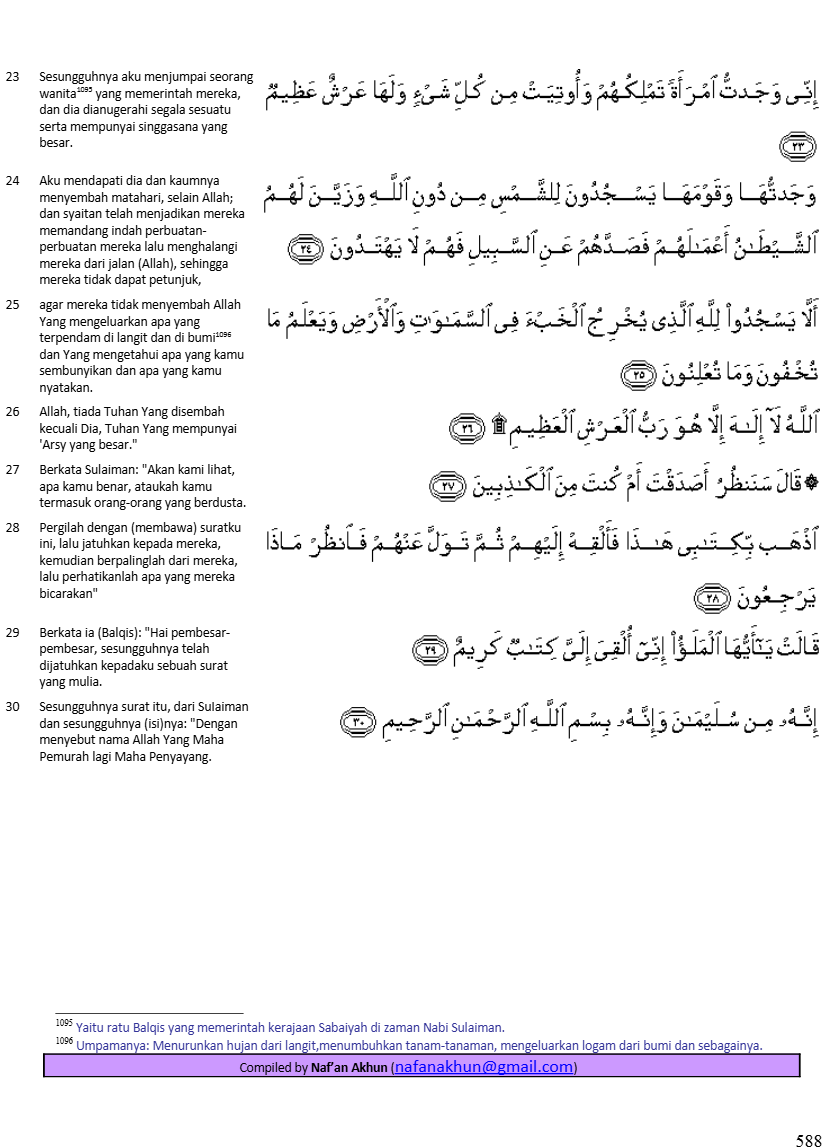 23 Sesungguhnya aku menjumpai seorang
wanita1095 yang memerintah mereka,
dan dia dianugerahi segala sesuatu
serta mempunyai singgasana yang
besar.
إِنِّى وَجَدتُّ ٱمْرَأَةً تَمْلِكُهُمْ وَأُوتِيَتْ مِن كُلِّ شَىْءٍ وَلَهَا عَرْشٌ عَظِيمٌ
٢٣
24 Aku mendapati dia dan kaumnya
menyembah matahari, selain Allah;
dan syaitan telah menjadikan mereka
memandang indah perbuatan-
perbuatan mereka lalu menghalangi
mereka dari jalan (Allah), sehingga
mereka tidak dapat petunjuk,
وَجَدتُّهَا وَقَوْمَهَا يَسْجُدُونَ لِلشَّمْسِ مِن دُونِ ٱللَّهِ وَزَيَّنَ لَهُمُ
ٱلشَّيْطَـٰنُ أَعْمَـٰلَهُمْ فَصَدَّهُمْ عَنِ ٱلسَّبِيلِ فَهُمْ لَا يَهْتَدُونَ ٢٤
25 agar mereka tidak menyembah Allah
Yang mengeluarkan apa yang
terpendam di langit dan di bumi1096
dan Yang mengetahui apa yang kamu
sembunyikan dan apa yang kamu
nyatakan.
أَلَّا يَسْجُدُوا۟ لِلَّهِ ٱلَّذِى يُخْرِجُ ٱلْخَبْءَ فِى ٱلسَّمَـٰوَٰتِ وَٱلْأَرْضِ وَيَعْلَمُ مَا
تُخْفُونَ وَمَا تُعْلِنُونَ ٢٥
26 Allah, tiada Tuhan Yang disembah
kecuali Dia, Tuhan Yang mempunyai
'Arsy yang besar."
ٱللَّهُ لَآ إِلَـٰهَ إِلَّا هُوَ رَبُّ ٱلْعَرْشِ ٱلْعَظِيمِ ۩ ٢٦
27 Berkata Sulaiman: "Akan kami lihat,
apa kamu benar, ataukah kamu
termasuk orang-orang yang berdusta.
۞ قَالَ سَنَنظُرُ أَصَدَقْتَ أَمْ كُنتَ مِنَ ٱلْكَـٰذِبِينَ ٢٧
28 Pergilah dengan (membawa) suratku
ini, lalu jatuhkan kepada mereka,
kemudian berpalinglah dari mereka,
lalu perhatikanlah apa yang mereka
bicarakan"
ٱذْهَب بِّكِتَـٰبِى هَـٰذَا فَأَلْقِهْ إِلَيْهِمْ ثُمَّ تَوَلَّ عَنْهُمْ فَٱنظُرْ مَاذَا
يَرْجِعُونَ ٢٨
29 Berkata ia (Balqis): "Hai pembesar-
pembesar, sesungguhnya telah
dijatuhkan kepadaku sebuah surat
yang mulia.
قَالَتْ يَـٰٓأَيُّهَا ٱلْمَلَؤُا۟ إِنِّىٓ أُلْقِىَ إِلَىَّ كِتَـٰبٌ كَرِيمٌ ٢٩
30 Sesungguhnya surat itu, dari Sulaiman
dan sesungguhnya (isi)nya: "Dengan
menyebut nama Allah Yang Maha
Pemurah lagi Maha Penyayang.
إِنَّهُۥ مِن سُلَيْمَـٰنَ وَإِنَّهُۥ بِسْمِ ٱللَّهِ ٱلرَّحْمَـٰنِ ٱلرَّحِيمِ ٣٠
1095 Yaitu ratu Balqis yang memerintah kerajaan Sabaiyah di zaman Nabi Sulaiman.
1096 Umpamanya: Menurunkan hujan dari langit,menumbuhkan tanam-tanaman, mengeluarkan logam dari bumi dan sebagainya.
Compiled by Naf’an Akhun (nafanakhun@gmail.com)
588